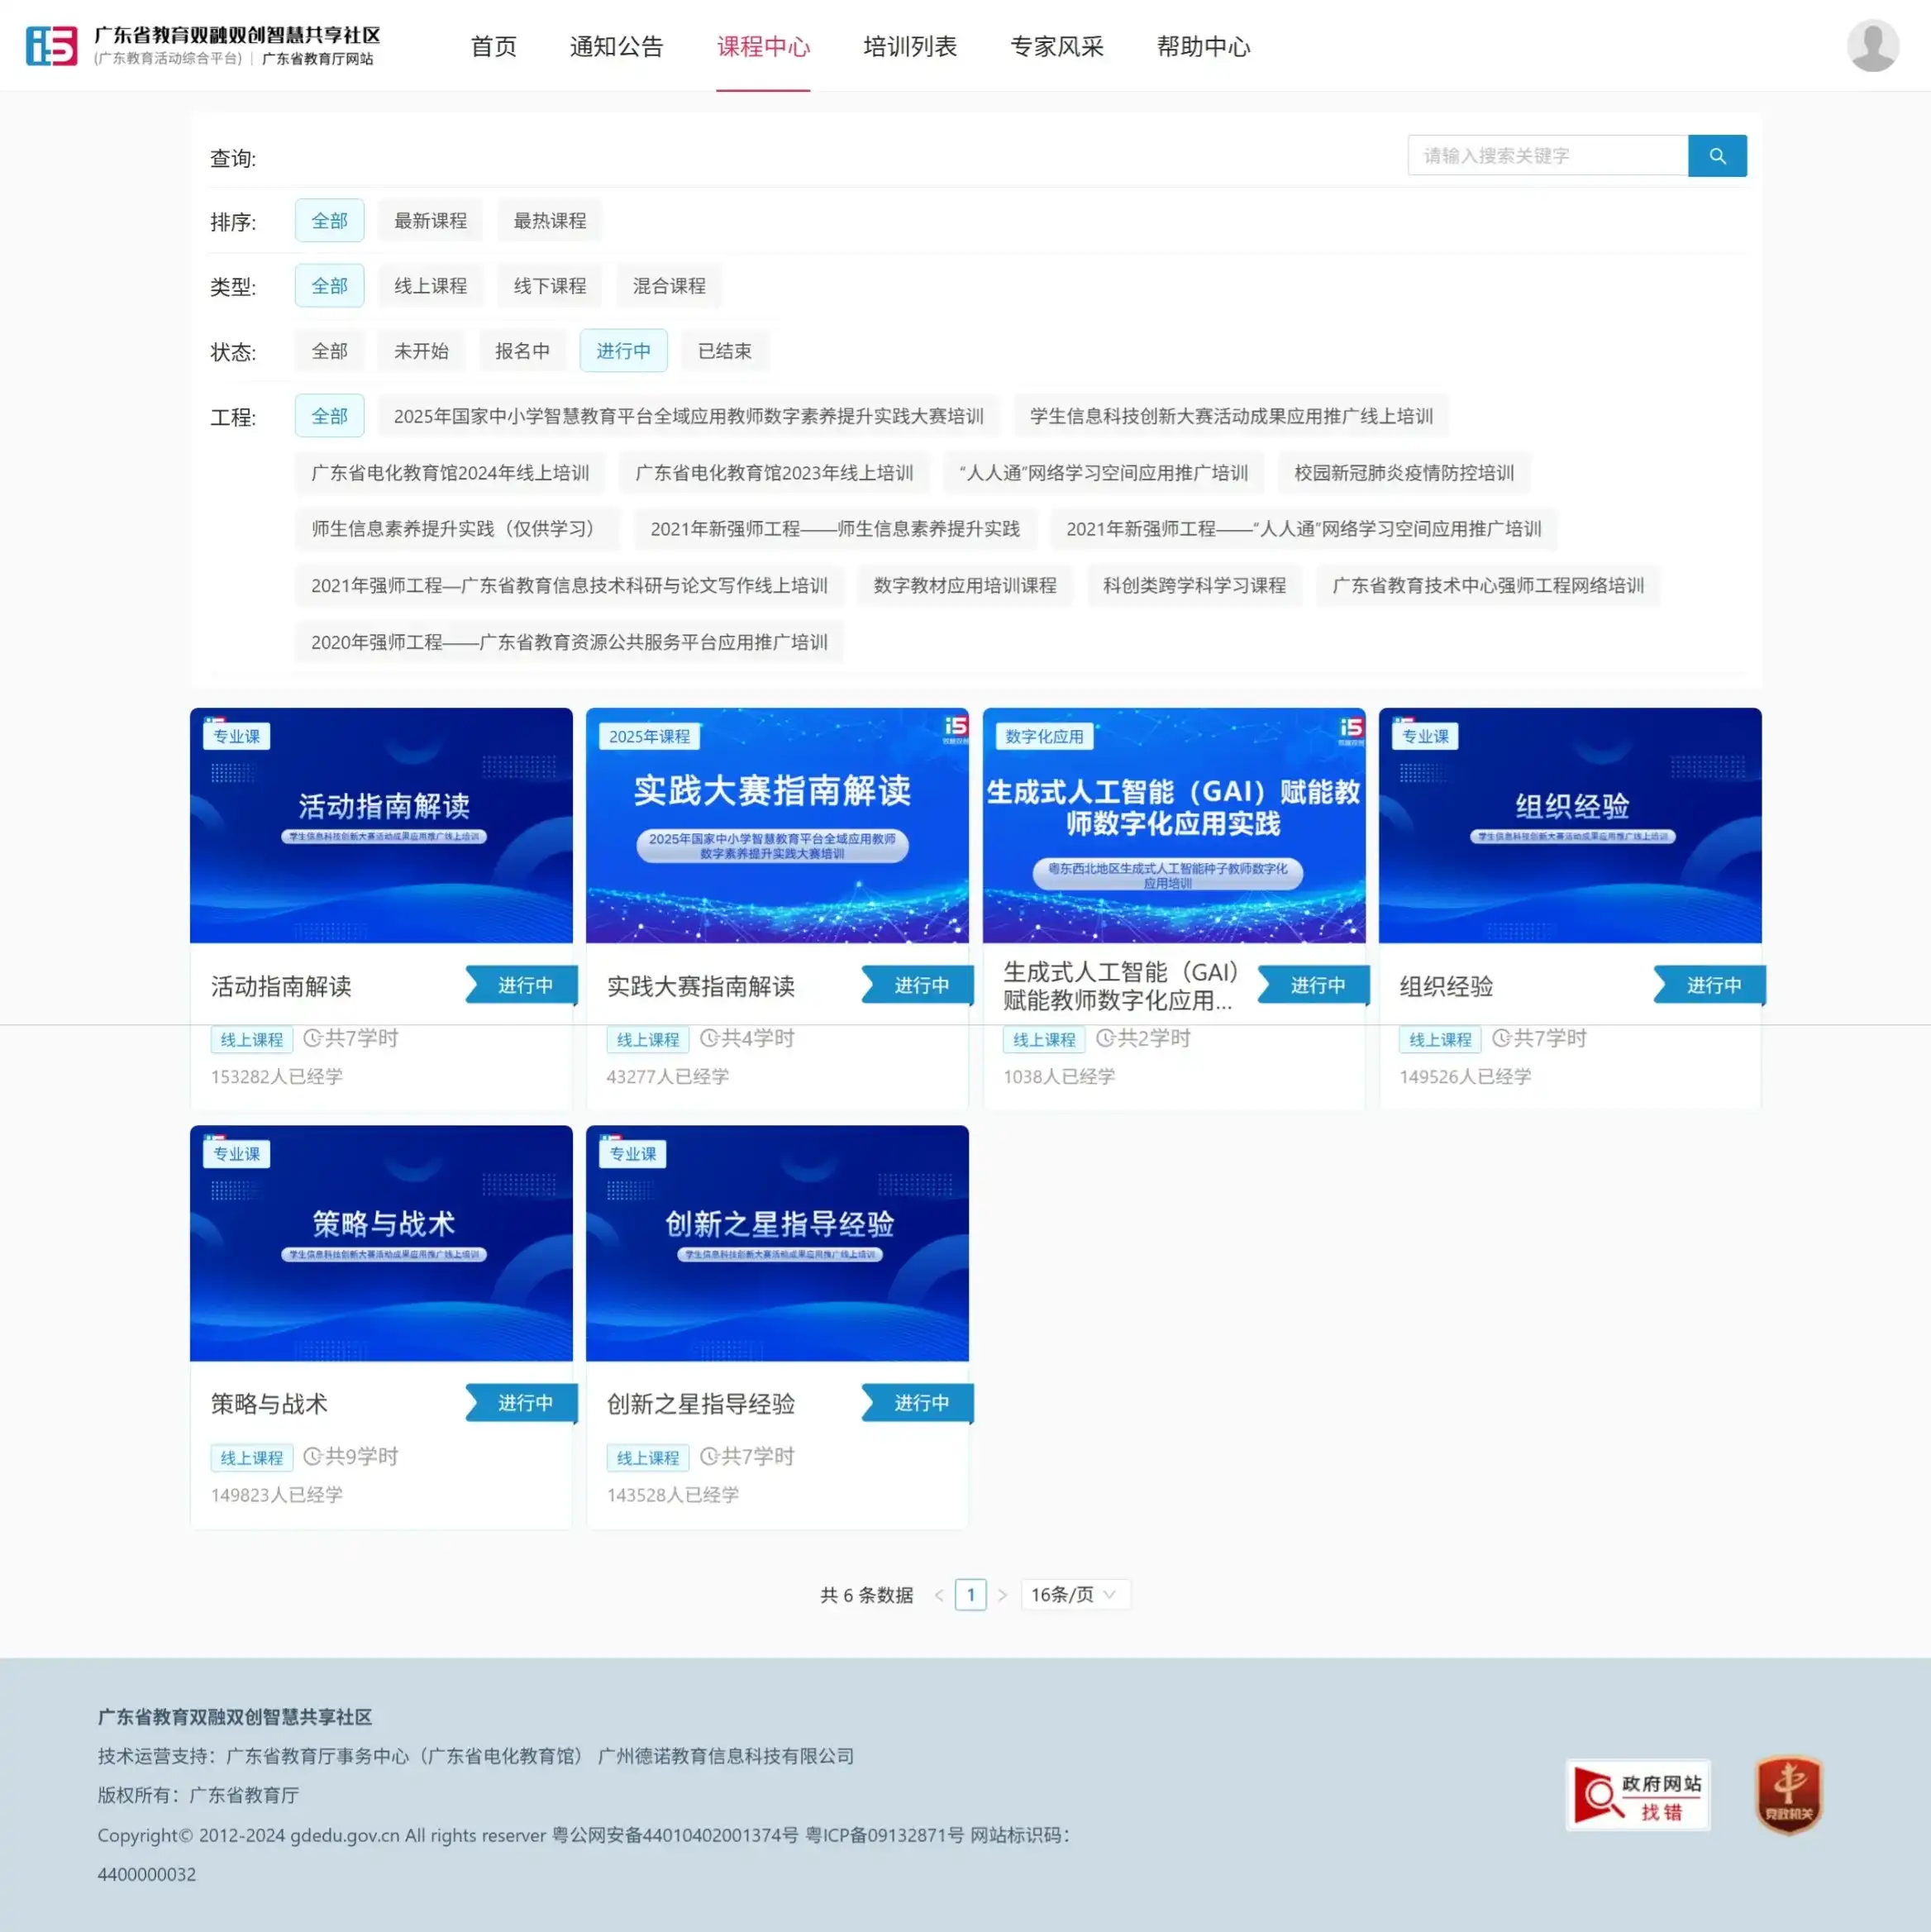 广东省教育双融双创智慧共享社区
(广东教育活动综合平台) | 广东省教育厅网站
首页 通知公告 课程中心 培训列表 专家风采 帮助中心
查询: 请输入搜索关键字
排序: 全部 最新课程 最热课程
类型: 全部 线上课程 线下课程 混合课程
状态: 全部 未开始 报名中 进行中 已结束
工程: 全部 2025年国家中小学智慧教育平台全域应用教师数字素养提升实践大赛培训 学生信息科技创新大赛活动成果应用推广线上培训
广东省电化教育馆2024年线上培训 广东省电化教育馆2023年线上培训 “人人通”网络学习空间应用推广培训 校园新冠肺炎疫情防控培训
师生信息素养提升实践（仅供学习） 2021年新强师工程——师生信息素养提升实践 2021年新强师工程——“人人通”网络学习空间应用推广培训
2021年强师工程—广东省教育信息技术科研与论文写作线上培训 数字教材应用培训课程 科创类跨学科学习课程 广东省教育技术中心强师工程网络培训
2020年强师工程——广东省教育资源公共服务平台应用推广培训
专业课
活动指南解读
学生信息科技创新大赛活动成果应用推广线上培训
活动指南解读 进行中
线上课程 共7学时
153282人已经学
2025年课程
i5
实践大赛指南解读
2025年国家中小学智慧教育平台全域应用教师
数字素养提升实践大赛培训
实践大赛指南解读 进行中
线上课程 共4学时
43277人已经学
数字化应用
i5
生成式人工智能（GAI）赋能教
师数字化应用实践
粤东西北地区生成式人工智能种子教师数字化
应用培训
生成式人工智能（GAI） 进行中
赋能教师数字化应用...
线上课程 共2学时
1038人已经学
专业课
组织经验
学生信息科技创新大赛活动成果应用推广线上培训
组织经验 进行中
线上课程 共7学时
149526人已经学
专业课
策略与战术
学生信息科技创新大赛活动成果应用推广线上培训
策略与战术 进行中
线上课程 共9学时
149823人已经学
专业课
创新之星指导经验
学生信息科技创新大赛活动成果应用推广线上培训
创新之星指导经验 进行中
线上课程 共7学时
143528人已经学
共 6 条数据 < 1 > 16条/页
广东省教育双融双创智慧共享社区
技术运营支持：广东省教育厅事务中心（广东省电化教育馆） 广州德诺教育信息科技有限公司
版权所有：广东省教育厅
Copyright© 2012-2024 gdedu.gov.cn All rights reserver 粤公网安备44010402001374号 粤ICP备09132871号 网站标识码：
4400000032
政府网站
找错
党政机关